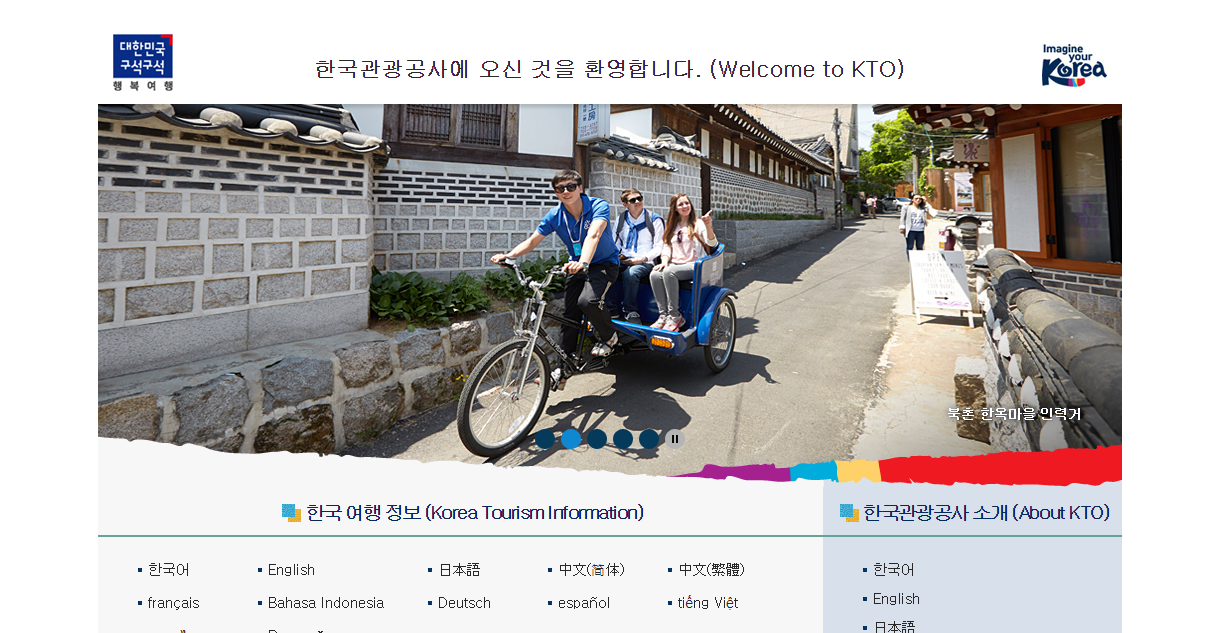 대한민국
구석구석
행복여행
한국관광공사에 오신 것을 환영합니다. (Welcome to KTO)
Imagine
your
Korea
OPEN
북촌 한옥마을 인력거
한국 여행 정보 (Korea Tourism Information)
한국관광공사 소개 (About KTO)
한국어
English
日本語
中文(简体)
中文(繁體)
français
Bahasa Indonesia
Deutsch
español
tiếng Việt
한국어
English
日本語